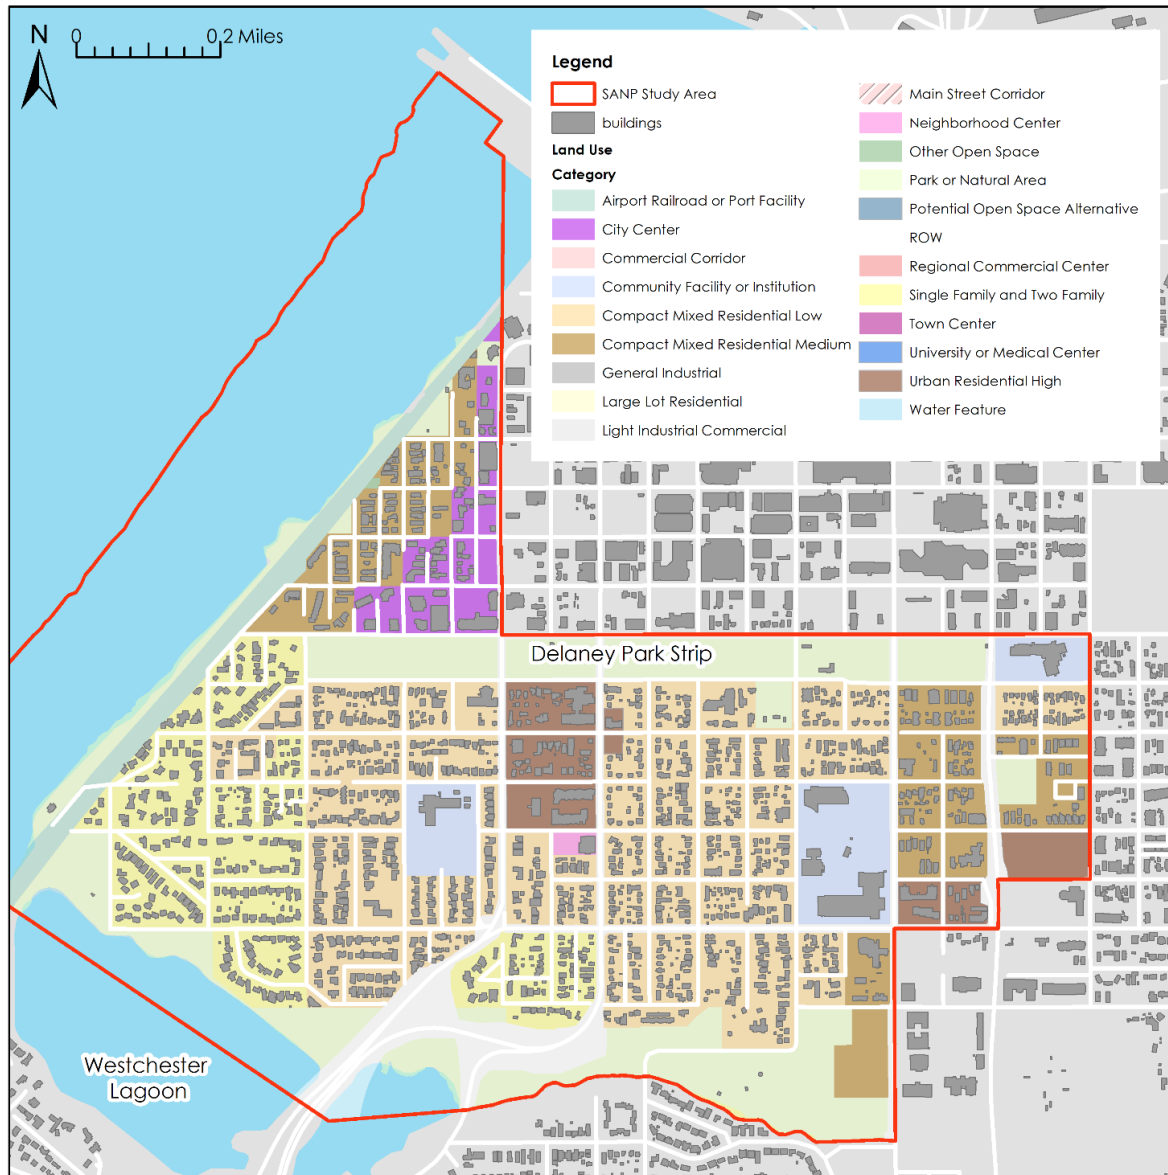 N
0 0.2 Miles
Legend
SANP Study Area
buildings
Land Use
Category
Airport Railroad or Port Facility
City Center
Commercial Corridor
Community Facility or Institution
Compact Mixed Residential Low
Compact Mixed Residential Medium
General Industrial
Large Lot Residential
Light Industrial Commercial
Main Street Corridor
Neighborhood Center
Other Open Space
Park or Natural Area
Potential Open Space Alternative
ROW
Regional Commercial Center
Single Family and Two Family
Town Center
University or Medical Center
Urban Residential High
Water Feature
Delaney Park Strip
Westchester
Lagoon